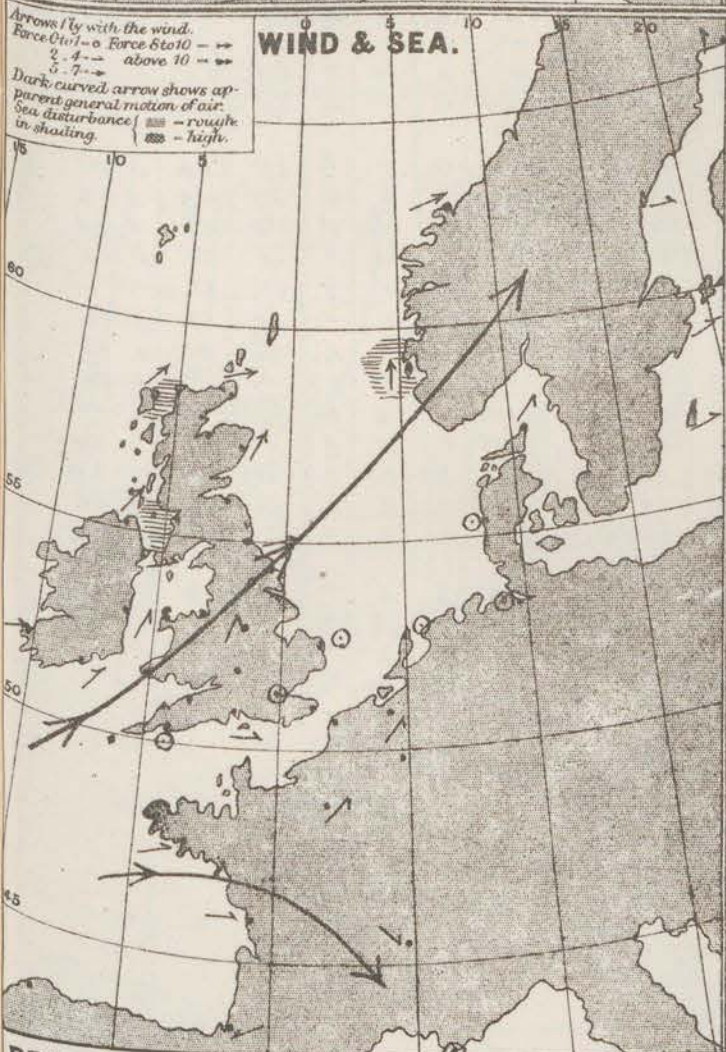 Arrows fly with the wind.
Force 0 to 1 - o Force 8 to 10 -
2 . 4 - above 10 -
5 . 7 -
Dark curved arrow shows ap-
parent general motion of air.
Sea disturbance { - rough.
in shading. { - high.
WIND & SEA.
0 5 10 15 20
15 10 5
60
55
50
45